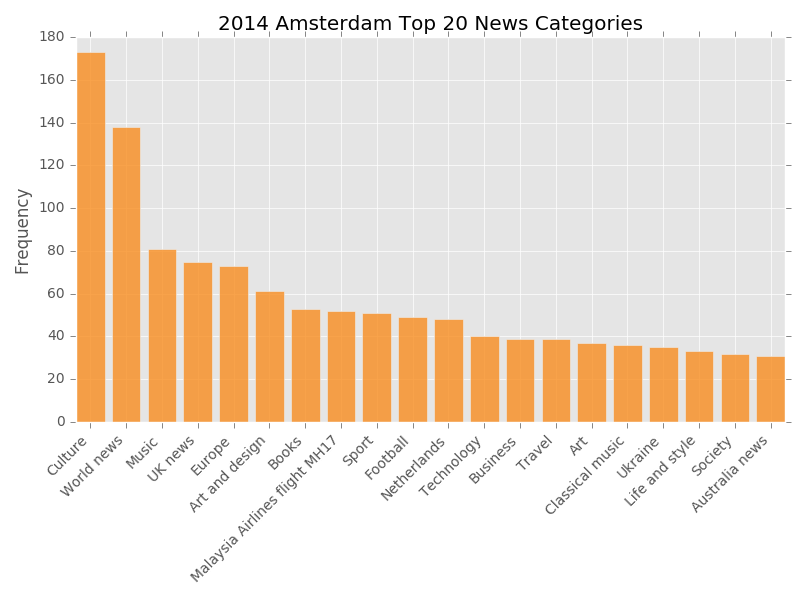 2014 Amsterdam Top 20 News Categories
180
160
140
120
100
80
60
40
20
0
Frequency
Culture
World news
Music
UK news
Europe
Art and design
Books
Malaysia Airlines flight MH17
Sport
Football
Netherlands
Technology
Business
Travel
Art
Classical music
Ukraine
Life and style
Society
Australia news